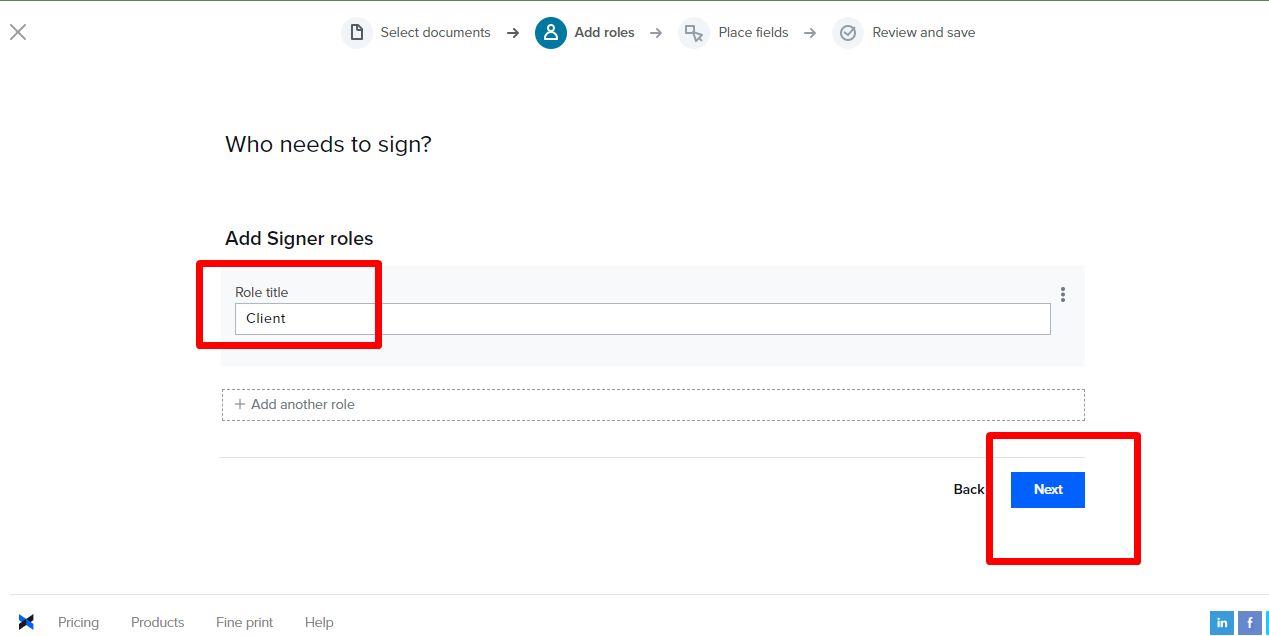 Select documents
Add roles
Place fields
Review and save
Who needs to sign?
Add Signer roles
Role title
Client
+ Add another role
Back
Next
Pricing
Products
Fine print
Help
in
f